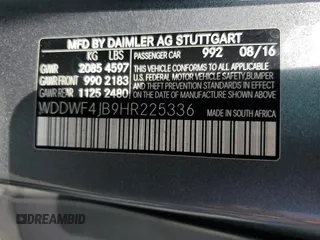 MFD BY DAIMLER AG STUTTGART
KG LBS
PASSENGER CAR 992 08/16
GVWR 2085 4597
GAWR FRONT 990 2183
GAWR REAR 1125 2480
THIS VEHICLE CONFORMS TO ALL APPLICABLE
U.S. FEDERAL MOTOR VEHICLE SAFETY, BUMPER
AND THEFT PREVENTION STANDARDS IN EFFECT ON
THE DATE OF MANUFACTURE SHOWN ABOVE.
WDDWF4JB9HR225336
MADE IN SOUTH AFRICA
DREAMBID